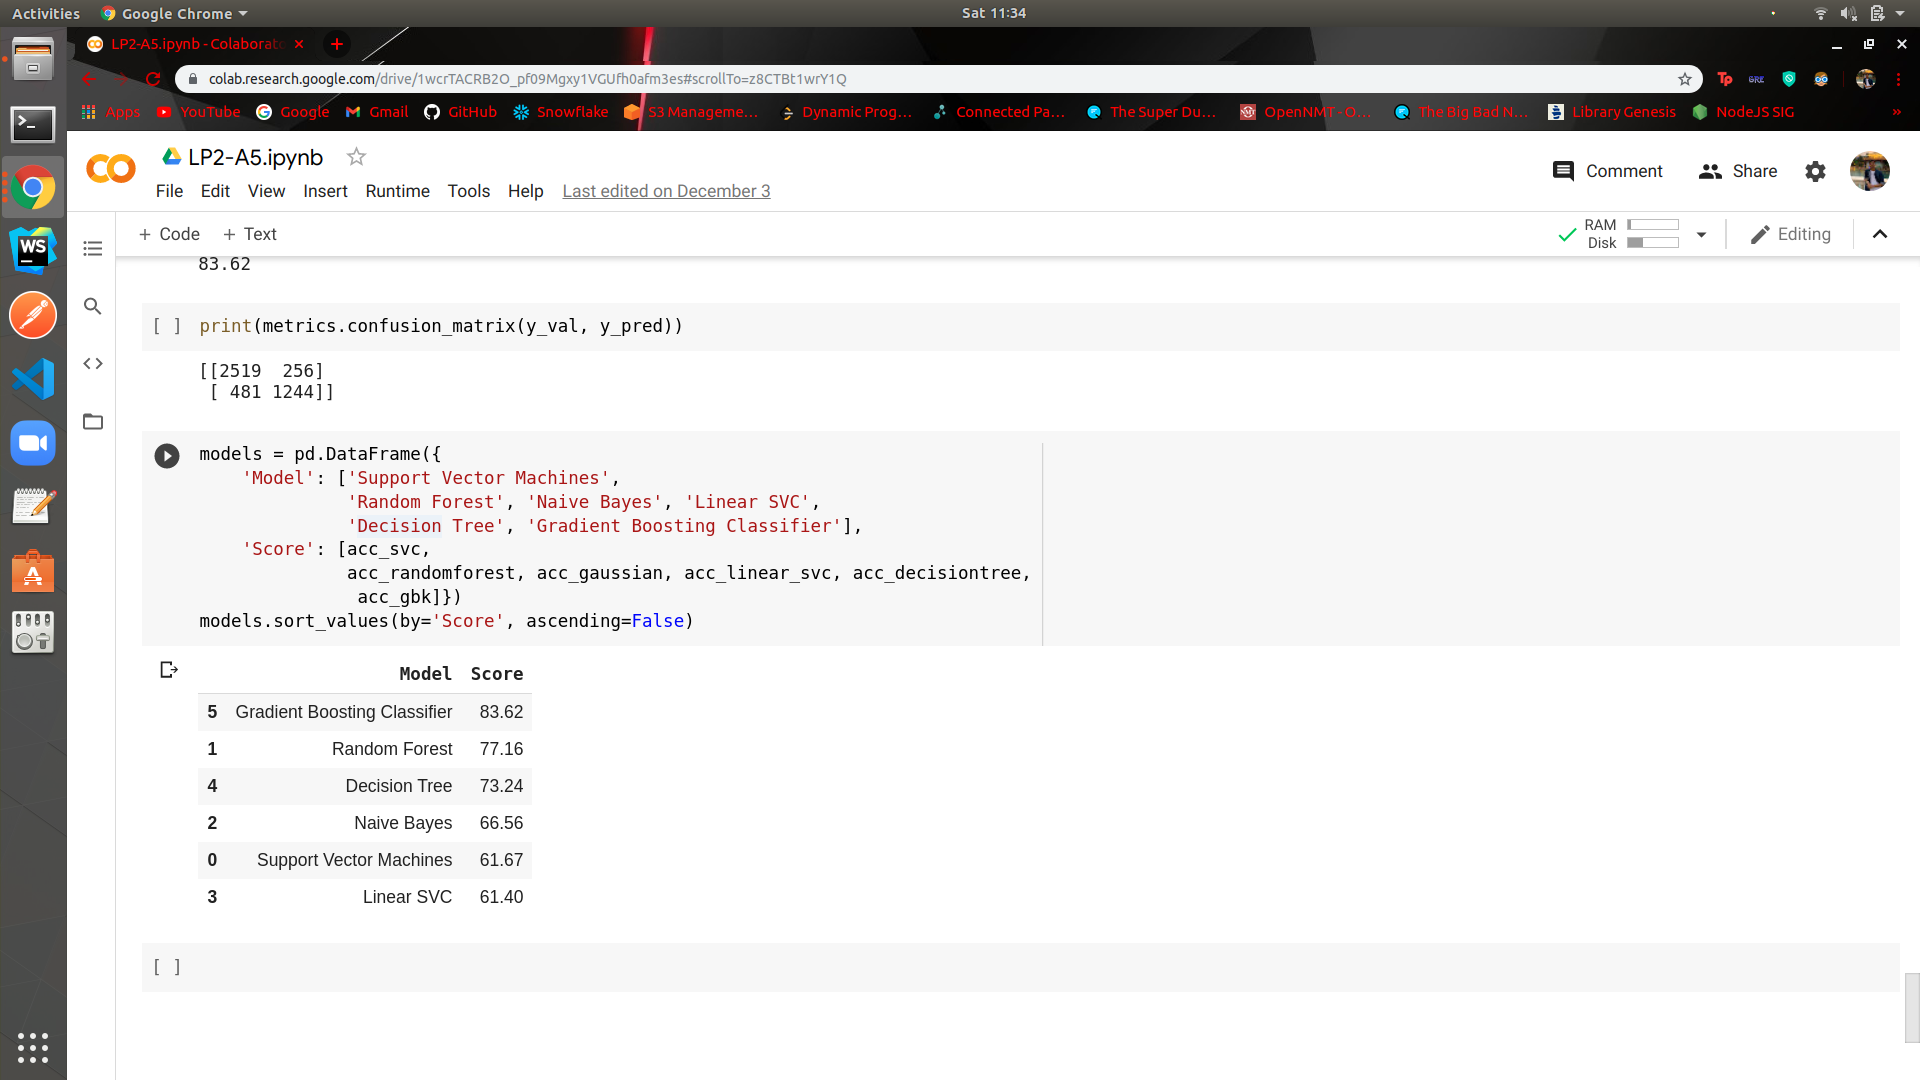 Activities Google Chrome Sat 11:34
LP2-A5.ipynb - Colaborato
colab.research.google.com/drive/1wcrTACRB2O_pf09Mgxy1VGUfh0afm3es#scrollTo=z8CTBt1wrY1Q
Tp GRE
Apps YouTube Google Gmail GitHub Snowflake S3 Manageme... Dynamic Prog... Connected Pa... The Super Du... OpenNMT - O... The Big Bad N... Library Genesis NodeJS SIG »
LP2-A5.ipynb
Comment Share
File Edit View Insert Runtime Tools Help Last edited on December 3
+ Code + Text
RAM
Disk
Editing
WS
83.62
[ ] print(metrics.confusion_matrix(y_val, y_pred))
[[2519  256]
 [ 481 1244]]
models = pd.DataFrame({
    'Model': ['Support Vector Machines',
              'Random Forest', 'Naive Bayes', 'Linear SVC',
              'Decision Tree', 'Gradient Boosting Classifier'],
    'Score': [acc_svc,
              acc_randomforest, acc_gaussian, acc_linear_svc, acc_decisiontree,
               acc_gbk]})
models.sort_values(by='Score', ascending=False)
Model Score
5 Gradient Boosting Classifier 83.62
1 Random Forest 77.16
4 Decision Tree 73.24
2 Naive Bayes 66.56
0 Support Vector Machines 61.67
3 Linear SVC 61.40
[ ]